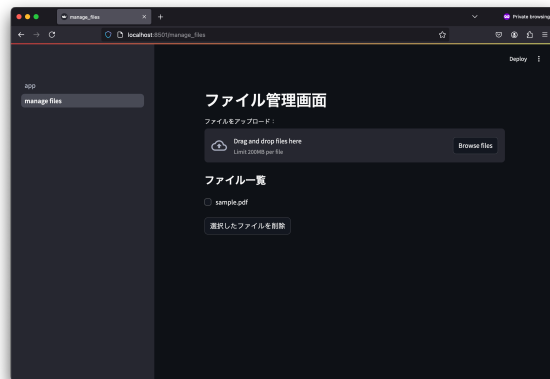 manage_files
Private browsing
localhost:8501/manage_files
Deploy
app
manage files
ファイル管理画面
ファイルをアップロード：
Drag and drop files here
Limit 200MB per file
Browse files
ファイル一覧
sample.pdf
選択したファイルを削除